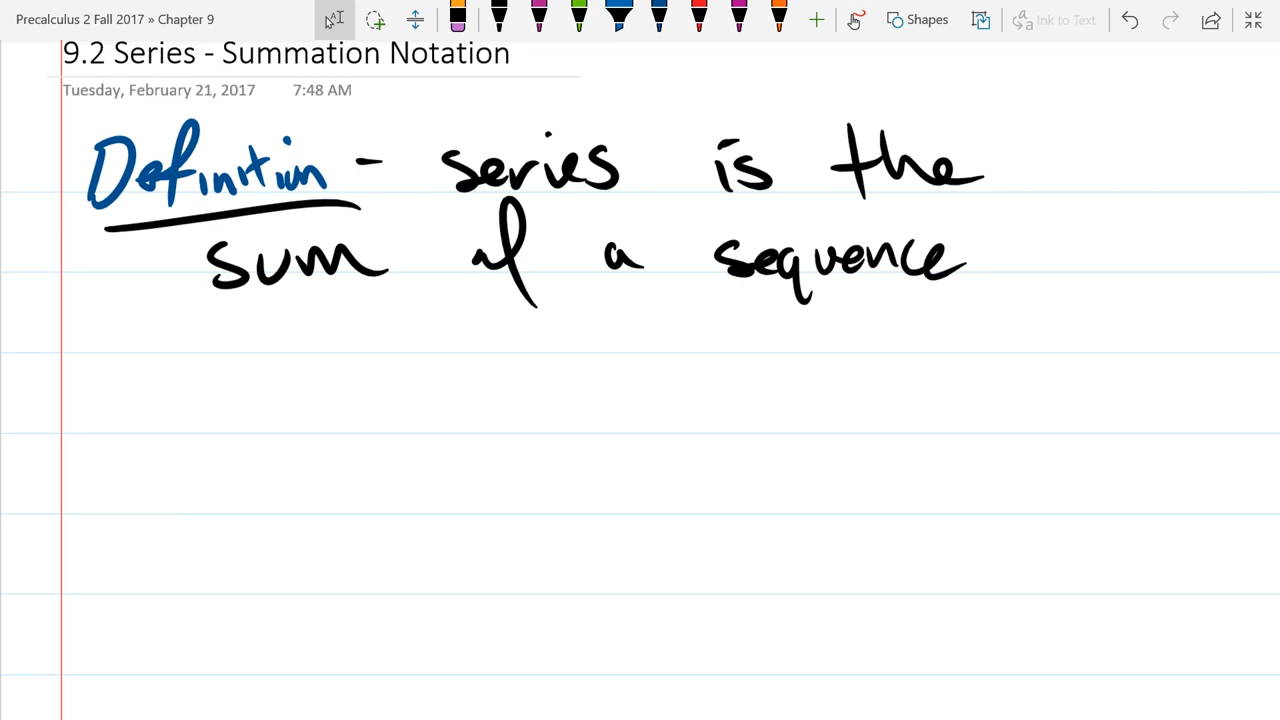 Precalculus 2 Fall 2017 » Chapter 9
Shapes
Ink to Text
9.2 Series - Summation Notation
Tuesday, February 21, 2017 7:48 AM
Definition - series is the
sum of a sequence